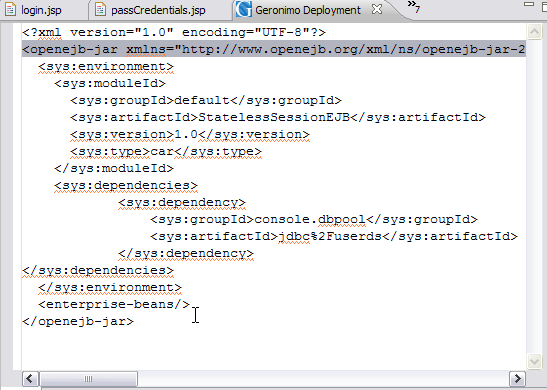 login.jsp passCredentials.jsp Geronimo Deployment »7
<?xml version="1.0" encoding="UTF-8"?>
<openejb-jar xmlns="http://www.openejb.org/xml/ns/openejb-jar-2
<sys:environment>
<sys:moduleId>
<sys:groupId>default</sys:groupId>
<sys:artifactId>StatelessSessionEJB</sys:artifactId>
<sys:version>1.0</sys:version>
<sys:type>car</sys:type>
</sys:moduleId>
<sys:dependencies>
<sys:dependency>
<sys:groupId>console.dbpool</sys:groupId>
<sys:artifactId>jdbc%2Fuserds</sys:artifactId>
</sys:dependency>
</sys:dependencies>
</sys:environment>
<enterprise-beans/>
</openejb-jar>